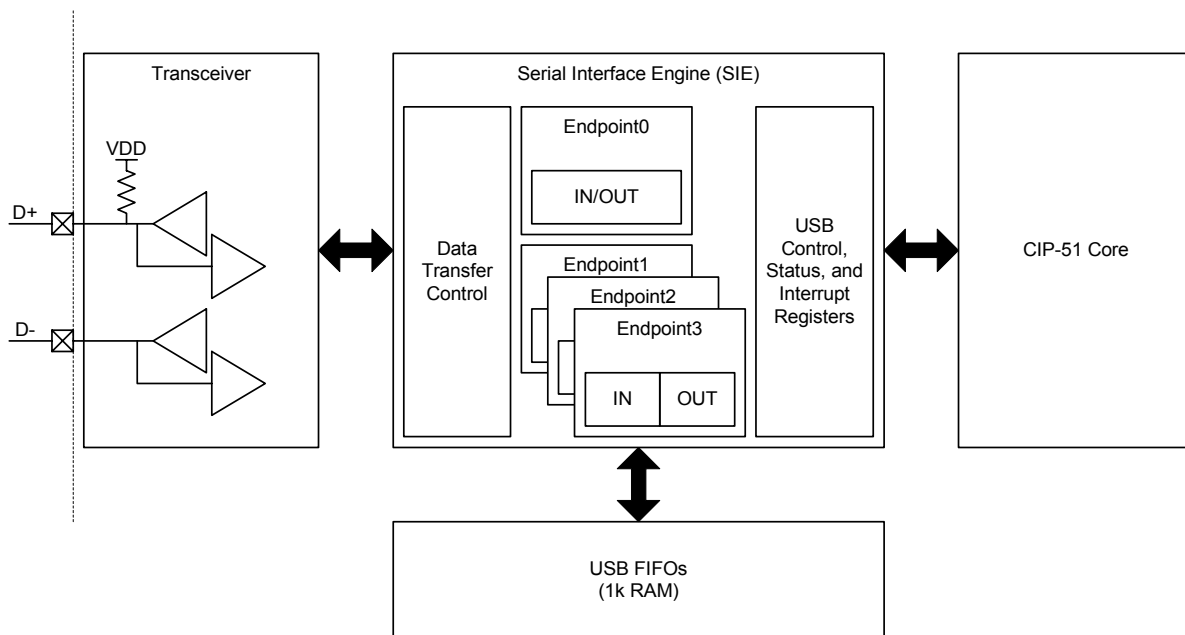 Transceiver
VDD
D+
D-
Serial Interface Engine (SIE)
Data
Transfer
Control
Endpoint0
IN/OUT
Endpoint1
Endpoint2
Endpoint3
IN
OUT
USB
Control,
Status, and
Interrupt
Registers
CIP-51 Core
USB FIFOs
(1k RAM)